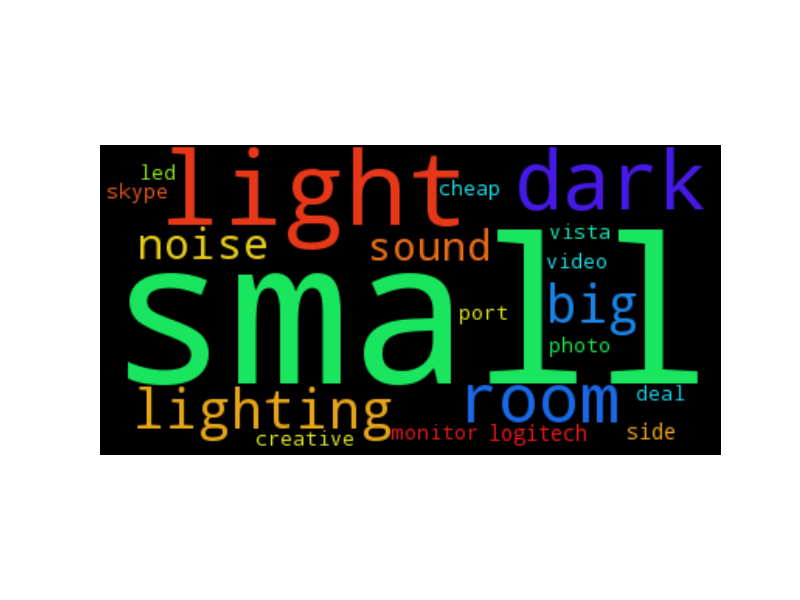 led
light
cheap
dark
skype
noise
sound
vista
video
small
port
big
photo
lighting
room
deal
creative
monitor
logitech
side